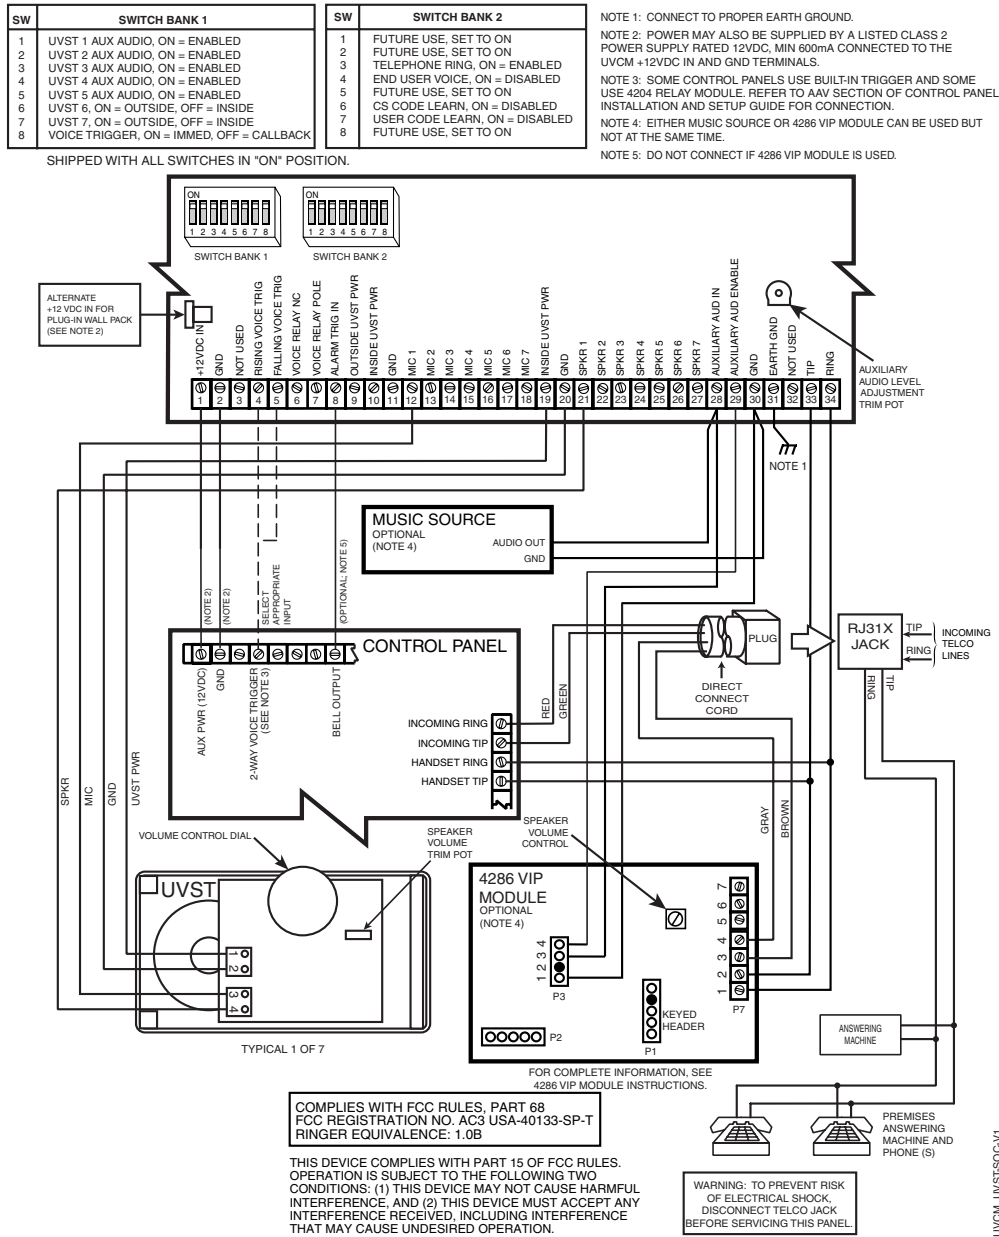 SW SWITCH BANK 1
1 UVST 1 AUX AUDIO, ON = ENABLED
2 UVST 2 AUX AUDIO, ON = ENABLED
3 UVST 3 AUX AUDIO, ON = ENABLED
4 UVST 4 AUX AUDIO, ON = ENABLED
5 UVST 5 AUX AUDIO, ON = ENABLED
6 UVST 6, ON = OUTSIDE, OFF = INSIDE
7 UVST 7, ON = OUTSIDE, OFF = INSIDE
8 VOICE TRIGGER, ON = IMMED, OFF = CALLBACK
SW SWITCH BANK 2
1 FUTURE USE, SET TO ON
2 FUTURE USE, SET TO ON
3 TELEPHONE RING, ON = ENABLED
4 END USER VOICE, ON = DISABLED
5 FUTURE USE, SET TO ON
6 CS CODE LEARN, ON = DISABLED
7 USER CODE LEARN, ON = DISABLED
8 FUTURE USE, SET TO ON
SHIPPED WITH ALL SWITCHES IN "ON" POSITION.
NOTE 1: CONNECT TO PROPER EARTH GROUND.
NOTE 2: POWER MAY ALSO BE SUPPLIED BY A LISTED CLASS 2
POWER SUPPLY RATED 12VDC, MIN 600mA CONNECTED TO THE
UVCM +12VDC IN AND GND TERMINALS.
NOTE 3: SOME CONTROL PANELS USE BUILT-IN TRIGGER AND SOME
USE 4204 RELAY MODULE. REFER TO AAV SECTION OF CONTROL PANEL
INSTALLATION AND SETUP GUIDE FOR CONNECTION.
NOTE 4: EITHER MUSIC SOURCE OR 4286 VIP MODULE CAN BE USED BUT
NOT AT THE SAME TIME.
NOTE 5: DO NOT CONNECT IF 4286 VIP MODULE IS USED.
ON
1 2 3 4 5 6 7 8
SWITCH BANK 1
ON
1 2 3 4 5 6 7 8
SWITCH BANK 2
ALTERNATE
+12 VDC IN FOR
PLUG-IN WALL PACK
(SEE NOTE 2)
+12VDC IN
GND
NOT USED
RISING VOICE TRIG
FALLING VOICE TRIG
VOICE RELAY NC
VOICE RELAY POLE
ALARM TRIG IN
OUTSIDE UVST PWR
INSIDE UVST PWR
GND
MIC 1
MIC 2
MIC 3
MIC 4
MIC 5
MIC 6
MIC 7
INSIDE UVST PWR
GND
SPKR 1
SPKR 2
SPKR 3
SPKR 4
SPKR 5
SPKR 6
SPKR 7
AUXILIARY AUD IN
AUXILIARY AUD ENABLE
GND
EARTH GND
NOT USED
TIP
RING
1 2 3 4 5 6 7 8 9 10 11 12 13 14 15 16 17 18 19 20 21 22 23 24 25 26 27 28 29 30 31 32 33 34
AUXILIARY
AUDIO LEVEL
ADJUSTMENT
TRIM POT
NOTE 1
MUSIC SOURCE
OPTIONAL
(NOTE 4)
AUDIO OUT
GND
(NOTE 2)
(NOTE 2)
SELECT
APPROPRIATE
INPUT
(OPTIONAL; NOTE 5)
CONTROL PANEL
AUX PWR (12VDC)
GND
2-WAY VOICE TRIGGER
(SEE NOTE 3)
BELL OUTPUT
INCOMING RING
INCOMING TIP
HANDSET RING
HANDSET TIP
RED
GREEN
PLUG
DIRECT
CONNECT
CORD
RJ31X
JACK
TIP
RING
INCOMING
TELCO
LINES
RING
TIP
SPKR
MIC
GND
UVST PWR
GRAY
BROWN
VOLUME CONTROL DIAL
SPEAKER
VOLUME
TRIM POT
SPEAKER
VOLUME
CONTROL
UVST
1
2
3
4
TYPICAL 1 OF 7
4286 VIP
MODULE
OPTIONAL
(NOTE 4)
1 2 3 4
P3
P2
KEYED
HEADER
P1
7
6
5
4
3
2
1
P7
FOR COMPLETE INFORMATION, SEE
4286 VIP MODULE INSTRUCTIONS.
ANSWERING
MACHINE
PREMISES
ANSWERING
MACHINE AND
PHONE (S)
COMPLIES WITH FCC RULES, PART 68
FCC REGISTRATION NO. AC3 USA-40133-SP-T
RINGER EQUIVALENCE: 1.0B
THIS DEVICE COMPLIES WITH PART 15 OF FCC RULES.
OPERATION IS SUBJECT TO THE FOLLOWING TWO
CONDITIONS: (1) THIS DEVICE MAY NOT CAUSE HARMFUL
INTERFERENCE, AND (2) THIS DEVICE MUST ACCEPT ANY
INTERFERENCE RECEIVED, INCLUDING INTERFERENCE
THAT MAY CAUSE UNDESIRED OPERATION.
WARNING: TO PREVENT RISK
OF ELECTRICAL SHOCK,
DISCONNECT TELCO JACK
BEFORE SERVICING THIS PANEL.
UVCM_UVST-SOC-V1